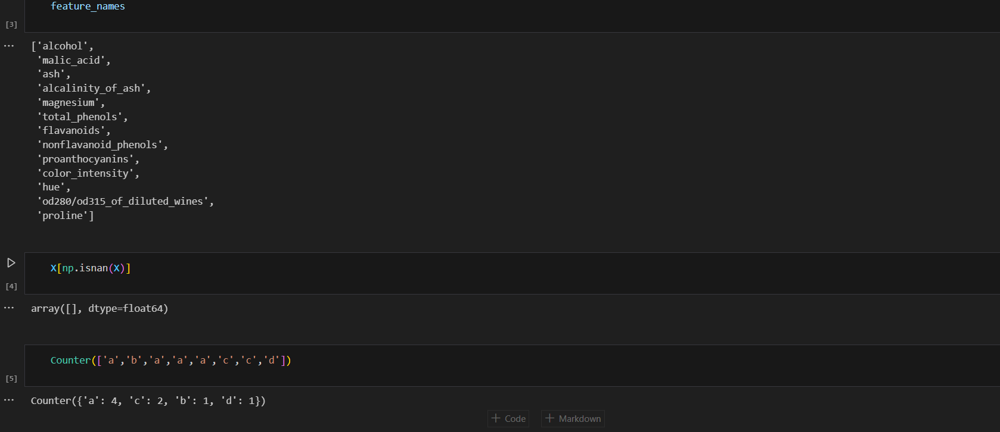 feature_names
[3]
... ['alcohol',
'malic_acid',
'ash',
'alcalinity_of_ash',
'magnesium',
'total_phenols',
'flavanoids',
'nonflavanoid_phenols',
'proanthocyanins',
'color_intensity',
'hue',
'od280/od315_of_diluted_wines',
'proline']
X[np.isnan(X)]
[4]
... array([], dtype=float64)
Counter(['a','b','a','a','a','c','c','d'])
[5]
... Counter({'a': 4, 'c': 2, 'b': 1, 'd': 1})
+ Code + Markdown